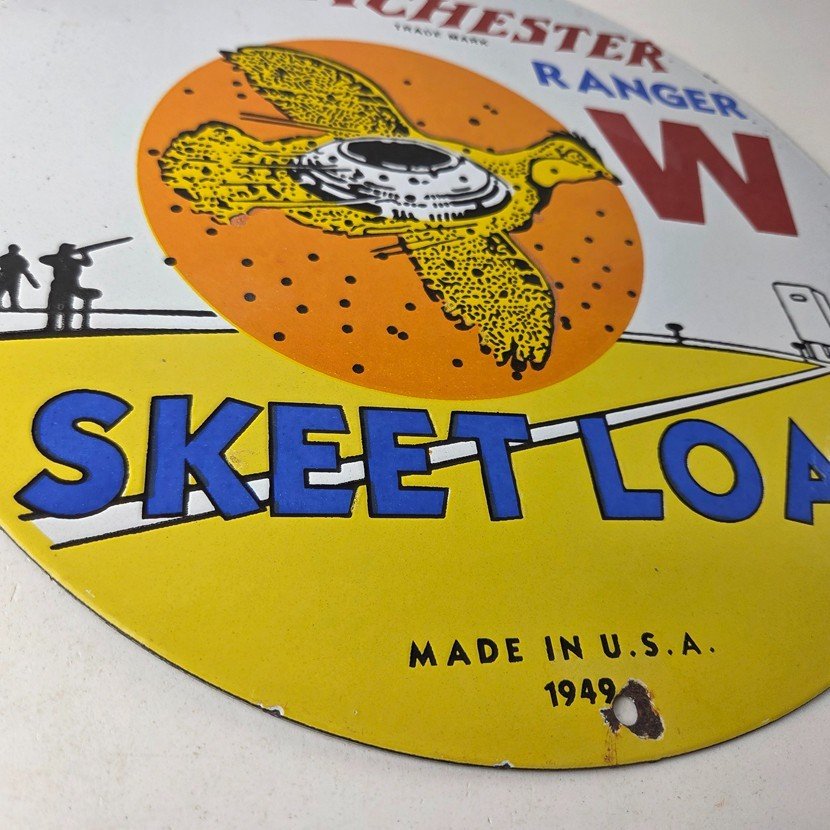 CHESTER
TRADE MARK
RANGER
W
SKEET LOA
MADE IN U.S.A.
1949